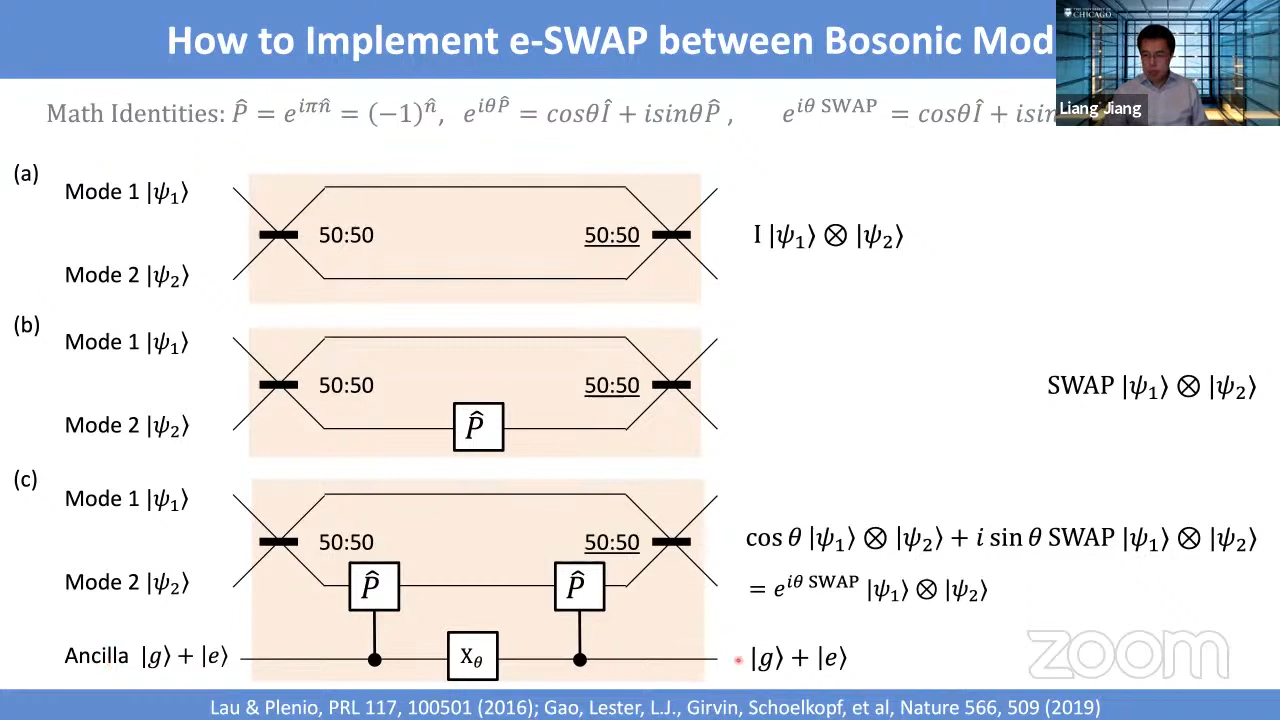 How to Implement e-SWAP between Bosonic Mod
THE UNIVERSITY OF
CHICAGO
Liang Jiang
Math Identities: P̂ = e^{iπn̂} = (−1)^{n̂}, e^{iθP̂} = cosθÎ + isinθP̂ , e^{iθ SWAP} = cosθÎ + isin
(a)
Mode 1 |ψ₁⟩
50:50 50:50
I |ψ₁⟩ ⊗ |ψ₂⟩
Mode 2 |ψ₂⟩
(b)
Mode 1 |ψ₁⟩
50:50 50:50
SWAP |ψ₁⟩ ⊗ |ψ₂⟩
Mode 2 |ψ₂⟩
P̂
(c)
Mode 1 |ψ₁⟩
50:50 50:50
cos θ |ψ₁⟩ ⊗ |ψ₂⟩ + i sin θ SWAP |ψ₁⟩ ⊗ |ψ₂⟩
Mode 2 |ψ₂⟩
P̂ P̂
= e^{iθ SWAP} |ψ₁⟩ ⊗ |ψ₂⟩
Ancilla |g⟩ + |e⟩
X_θ
|g⟩ + |e⟩
zoom
Lau & Plenio, PRL 117, 100501 (2016); Gao, Lester, L.J., Girvin, Schoelkopf, et al, Nature 566, 509 (2019)